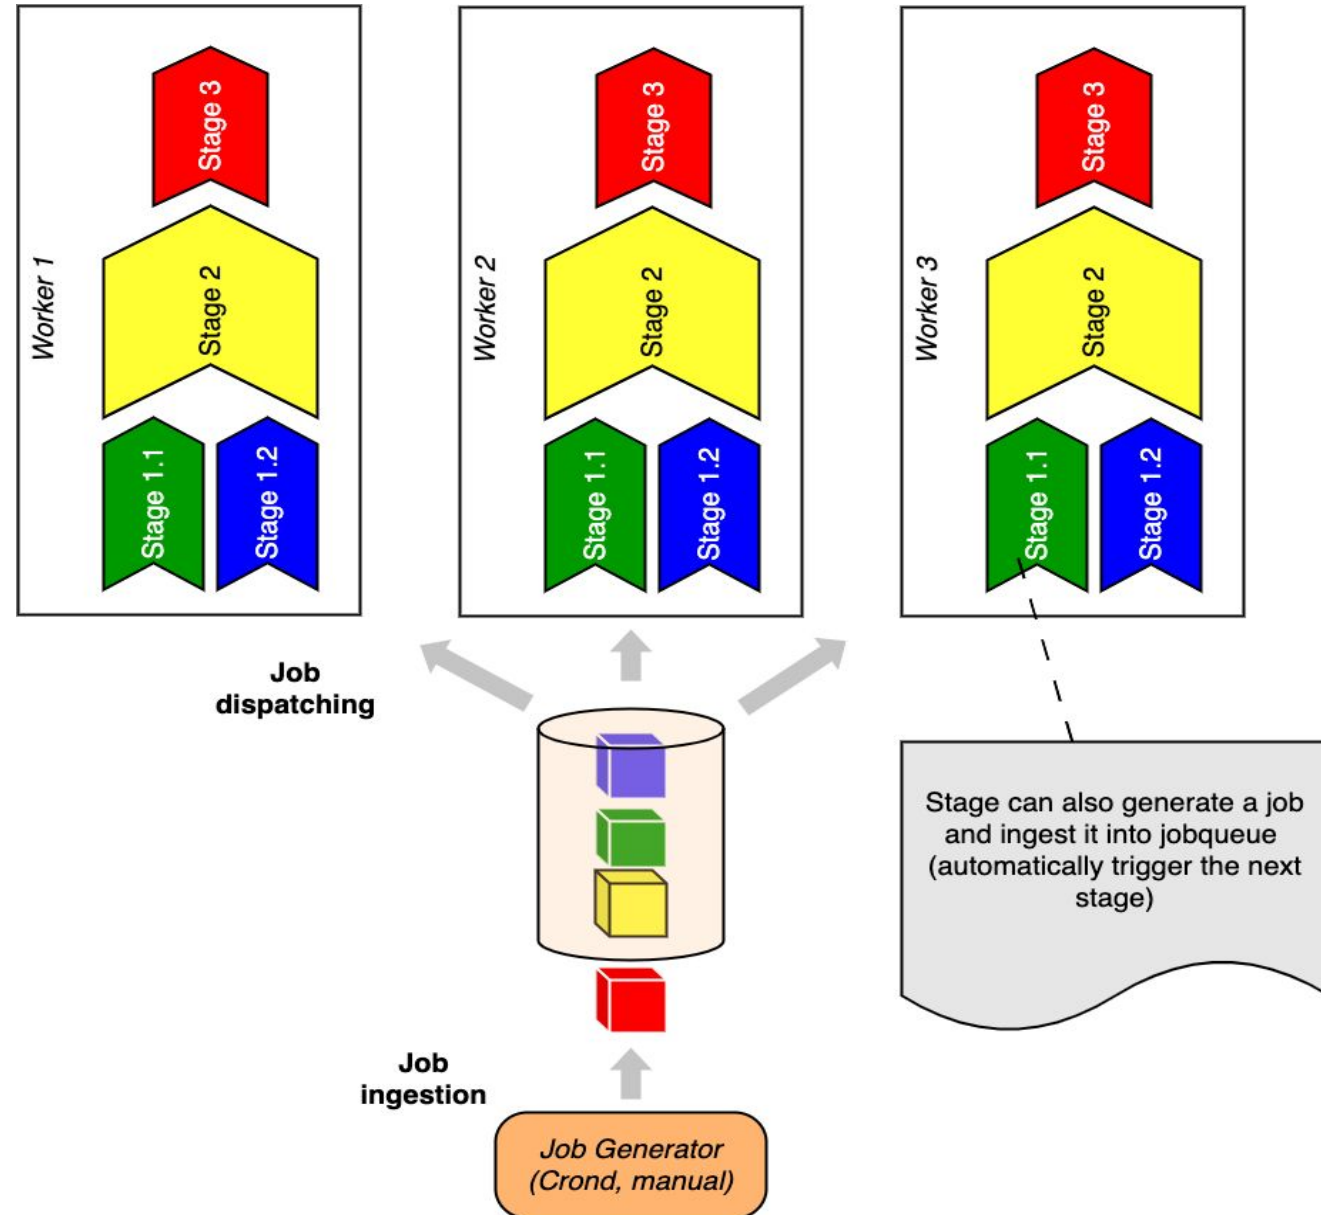 Worker 1
Stage 3
Stage 2
Stage 1.1
Stage 1.2
Worker 2
Stage 3
Stage 2
Stage 1.1
Stage 1.2
Worker 3
Stage 3
Stage 2
Stage 1.1
Stage 1.2
Job
dispatching
Stage can also generate a job
and ingest it into jobqueue
(automatically trigger the next
stage)
Job
ingestion
Job Generator
(Crond, manual)